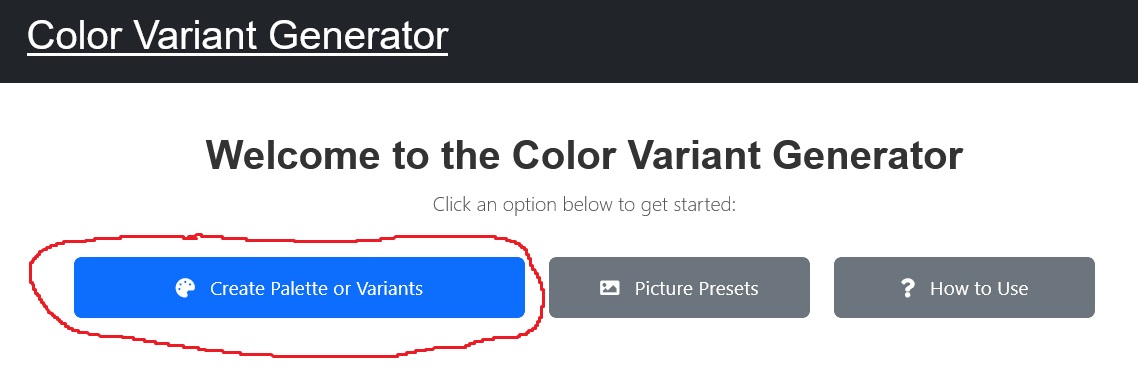 Color Variant Generator
Welcome to the Color Variant Generator
Click an option below to get started:
Create Palette or Variants
Picture Presets
How to Use